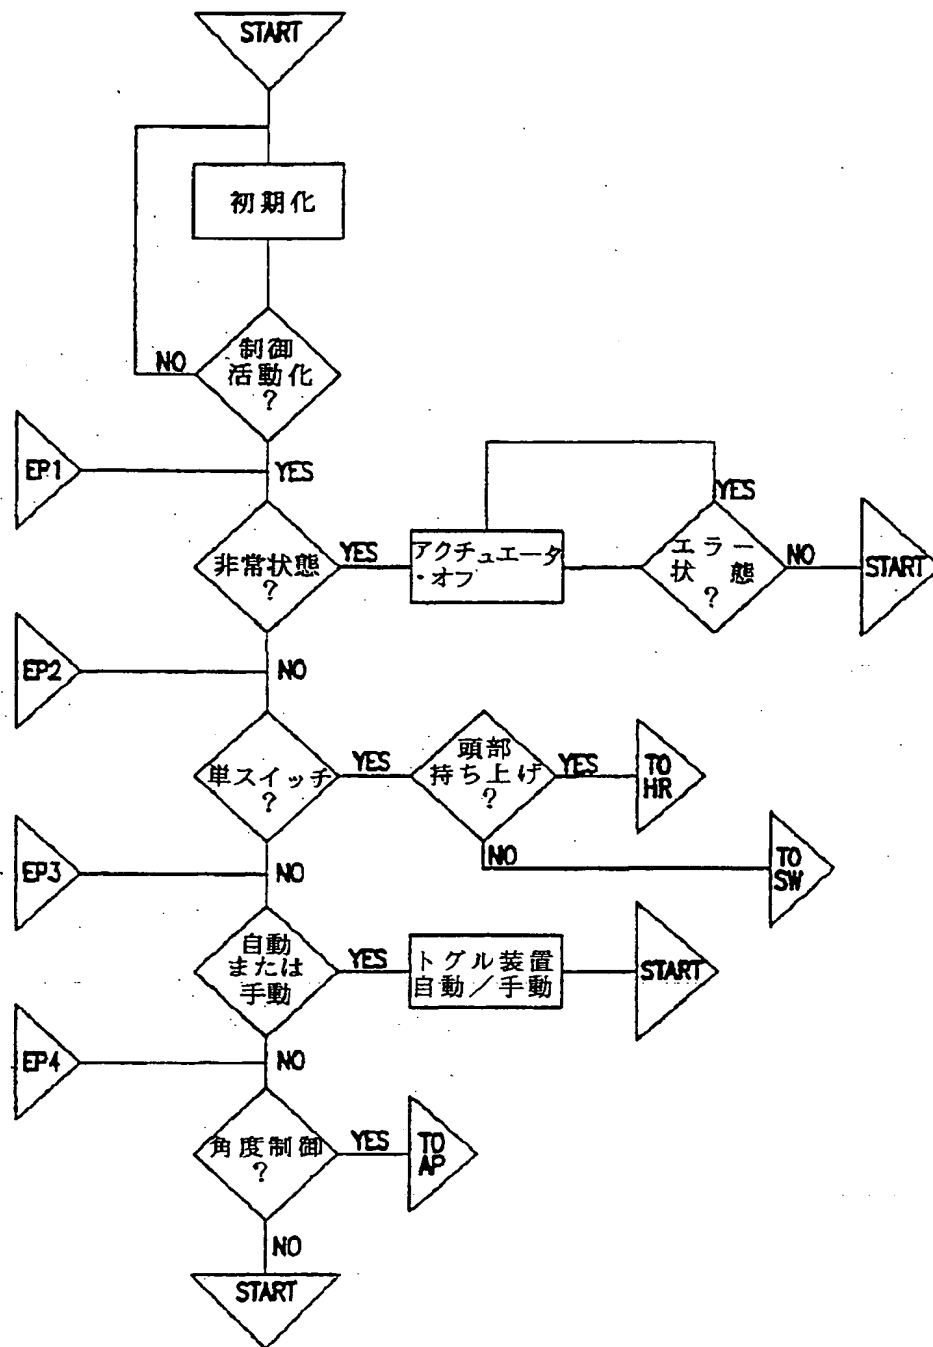 START
初期化
制御
活動化
?
NO
YES
EP1
非常状態
?
YES
アクチュエータ
・オフ
YES
エラー
状態
?
NO
START
NO
EP2
単スイッチ
?
YES
頭部
持ち上げ
?
YES
TO
HR
NO
TO
SW
NO
EP3
自動
または
手動
YES
トグル装置
自動/手動
START
NO
EP4
角度制御
?
YES
TO
AP
NO
START